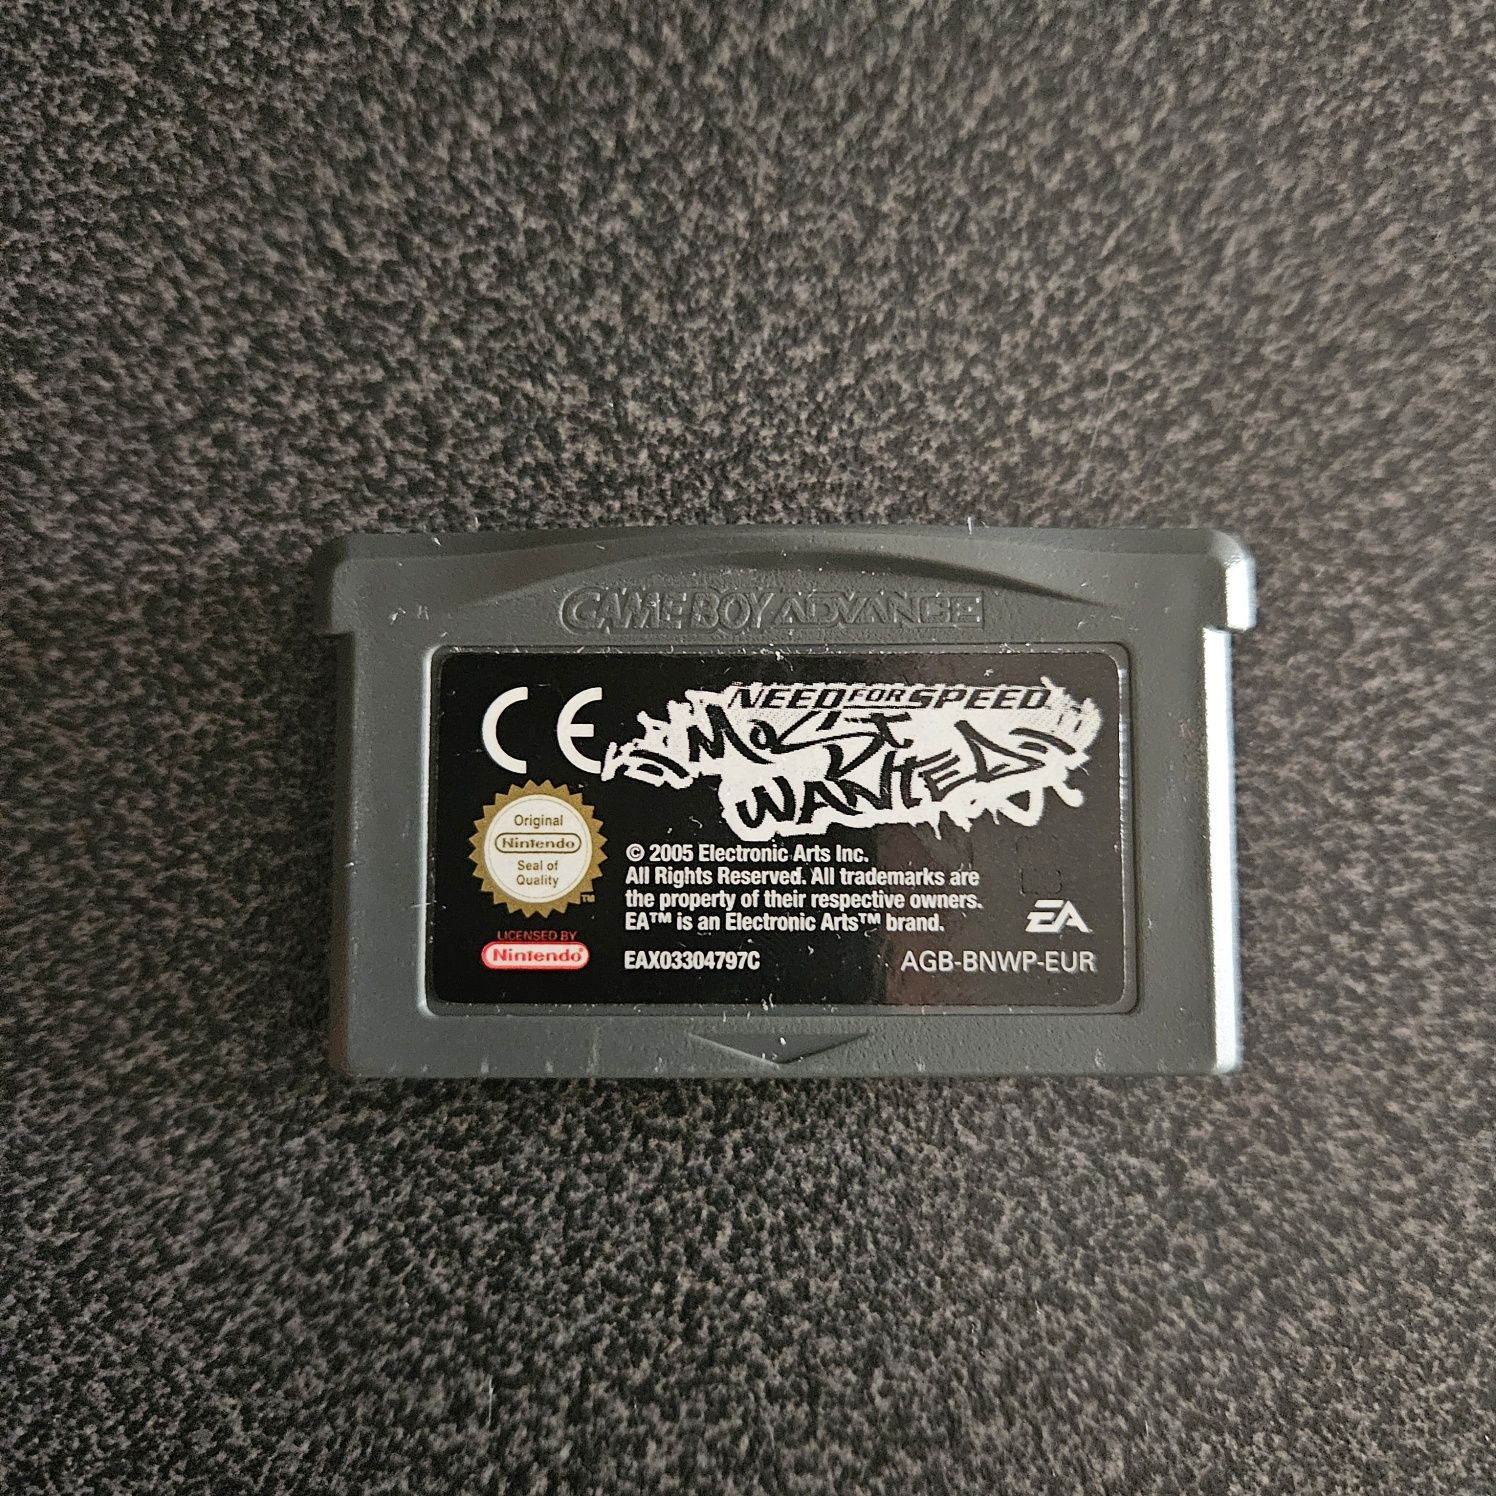 GAME BOY ADVANCE
CE
NEED FOR SPEED
MOST
WANTED
Original
Nintendo
Seal of
Quality
TM
LICENSED BY
Nintendo®
© 2005 Electronic Arts Inc.
All Rights Reserved. All trademarks are
the property of their respective owners.
EA™ is an Electronic Arts™ brand.
EA
EAX03304797C
AGB-BNWP-EUR